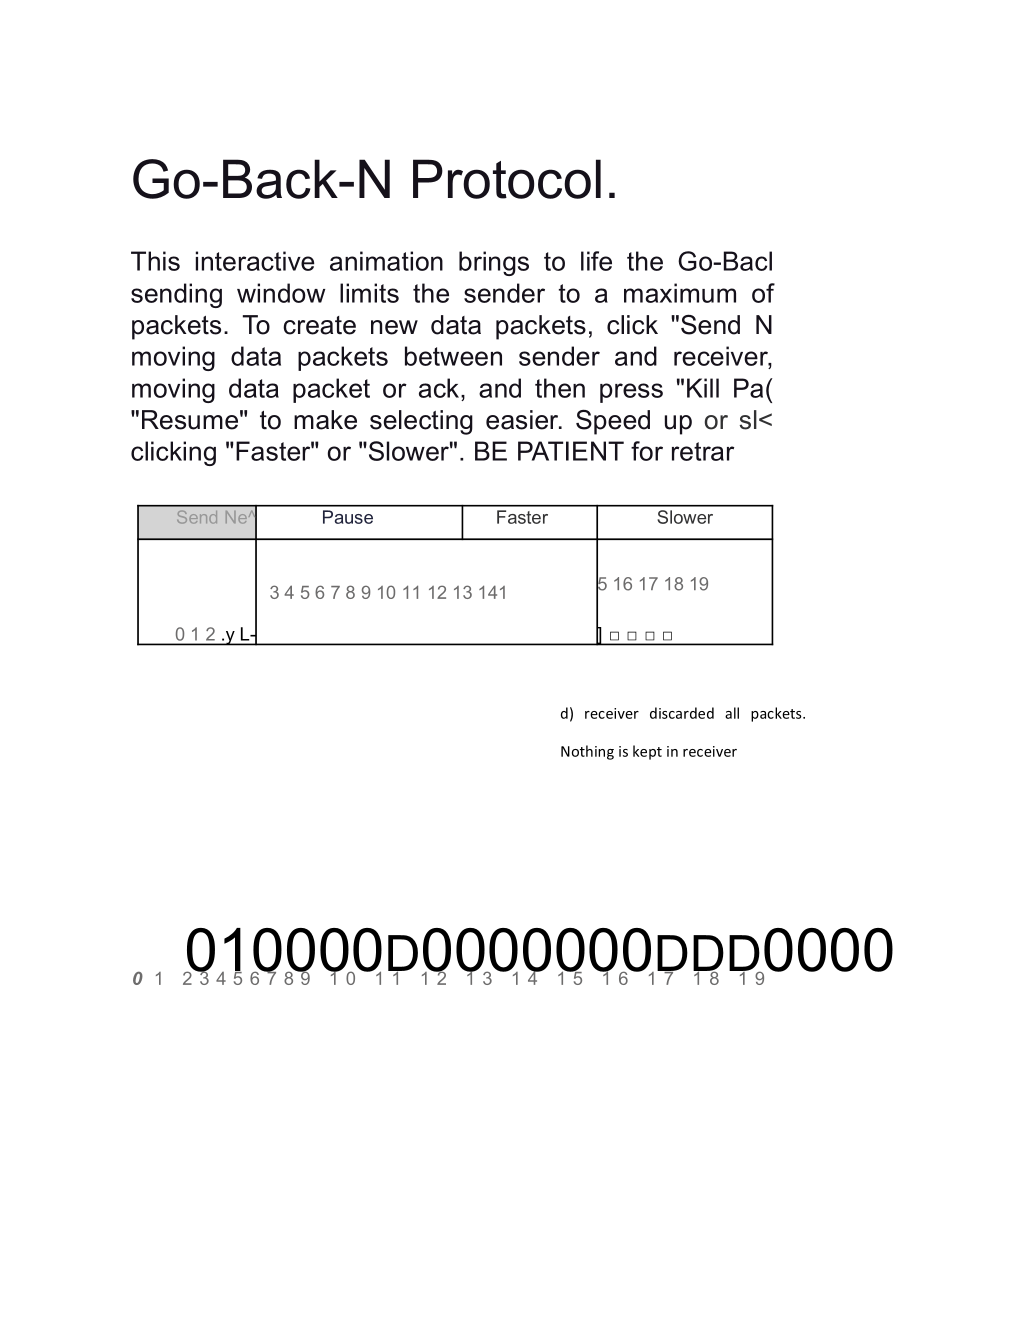 Go-Back-N Protocol.
This interactive animation brings to life the Go-Bacl
sending window limits the sender to a maximum of
packets. To create new data packets, click "Send N
moving data packets between sender and receiver,
moving data packet or ack, and then press "Kill Pa(
"Resume" to make selecting easier. Speed up or sl<
clicking "Faster" or "Slower". BE PATIENT for retrar
Send Ne^ Pause Faster Slower
3 4 5 6 7 8 9 10 11 12 13 141 5 16 17 18 19
0 1 2 .y L- ] □ □ □ □
d) receiver discarded all packets.
Nothing is kept in receiver
010000D0000000DDD0000
0 1 2 3 4 5 6 7 8 9 10 11 12 13 14 15 16 17 18 19